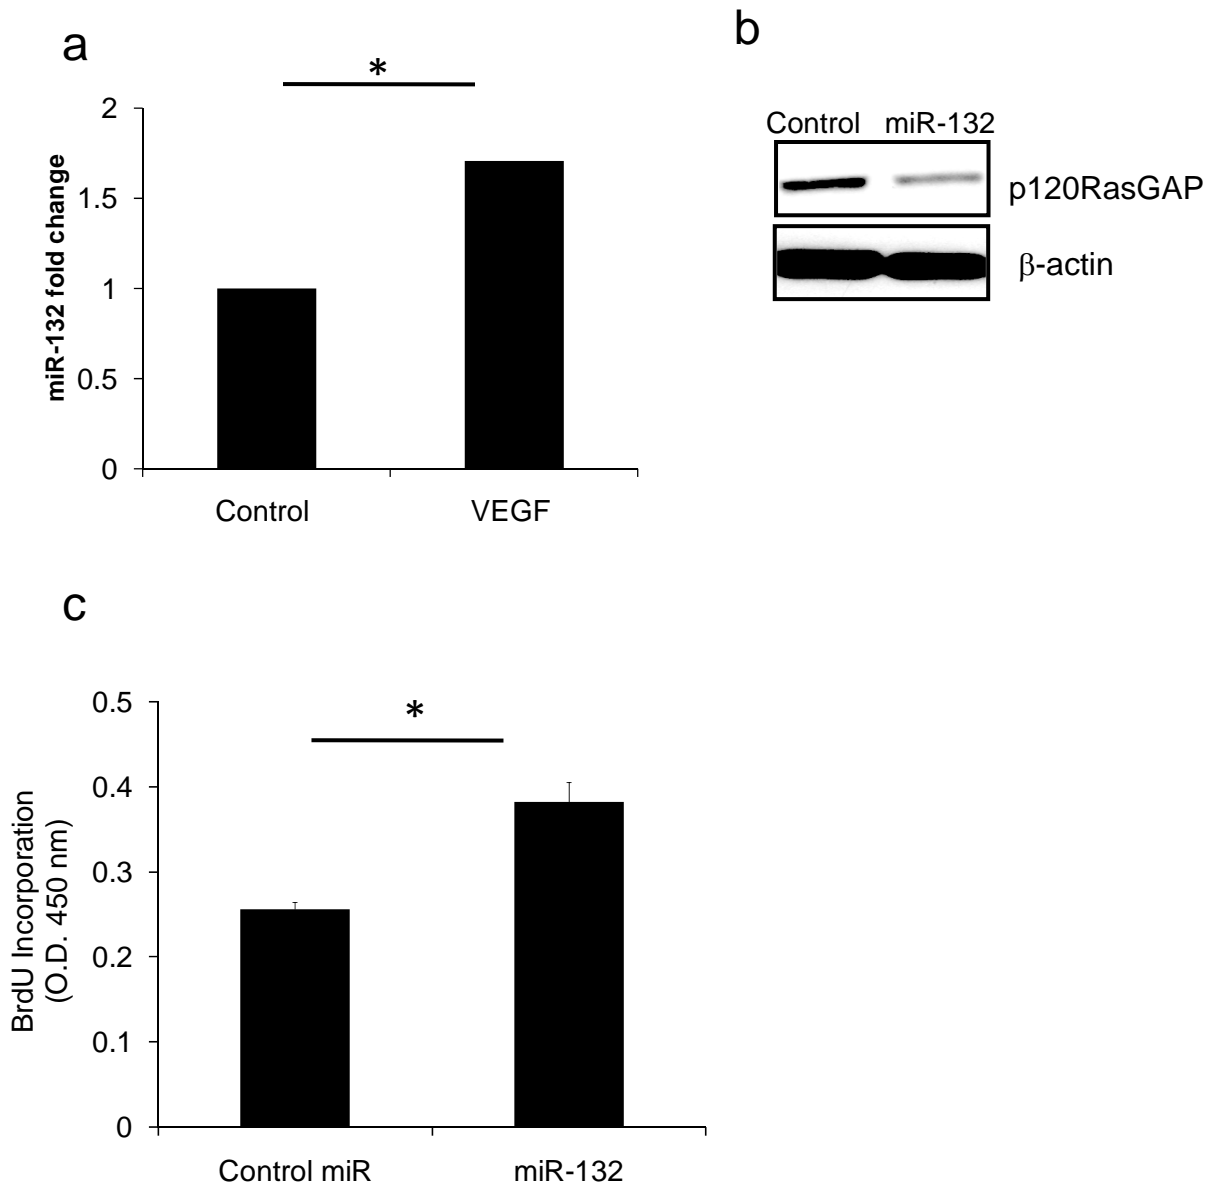 a
*
2
1.5
1
0.5
0
miR-132 fold change
Control VEGF
b
Control miR-132
p120RasGAP
β-actin
c
*
0.5
0.4
0.3
0.2
0.1
0
BrdU Incorporation
(O.D. 450 nm)
Control miR miR-132